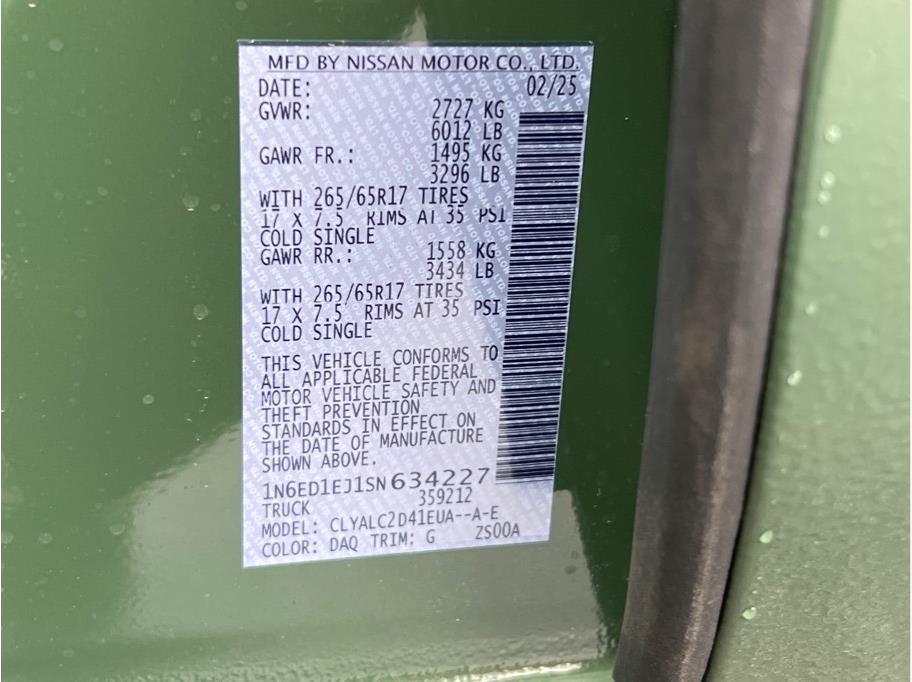 MFD BY NISSAN MOTOR CO., LTD.
DATE: 02/25
GVWR: 2727 KG
6012 LB
GAWR FR.: 1495 KG
3296 LB
WITH 265/65R17 TIRES
17 X 7.5 RIMS AT 35 PSI
COLD SINGLE
GAWR RR.: 1558 KG
3434 LB
WITH 265/65R17 TIRES
17 X 7.5 RIMS AT 35 PSI
COLD SINGLE
THIS VEHICLE CONFORMS TO
ALL APPLICABLE FEDERAL
MOTOR VEHICLE SAFETY AND
THEFT PREVENTION
STANDARDS IN EFFECT ON
THE DATE OF MANUFACTURE
SHOWN ABOVE.
1N6ED1EJ1SN634227
TRUCK 359212
MODEL: CLYALC2D41EUA--A-E
COLOR: DAQ TRIM: G ZS00A